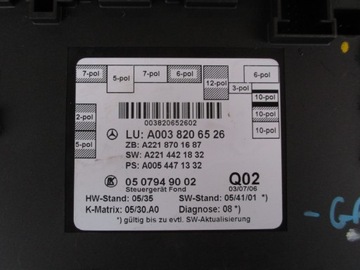 7-pol
5-pol
7-pol
6-pol
12-pol
6-pol
3-pol
10-pol
10-pol
10-pol
2-pol
5-pol
003820652602
LU: A003 820 65 26
ZB: A221 870 16 87
SW: A221 442 18 32
PS: A005 447 13 32
05 0794 90 02
Steuergerät Fond
Q02
03/07/06
HW-Stand: 05/35
SW-Stand: 05/41/01 *)
K-Matrix: 05/30.A0
Diagnose: 08 *)
*) gültig bis zu evtl. SW-Aktualisierung